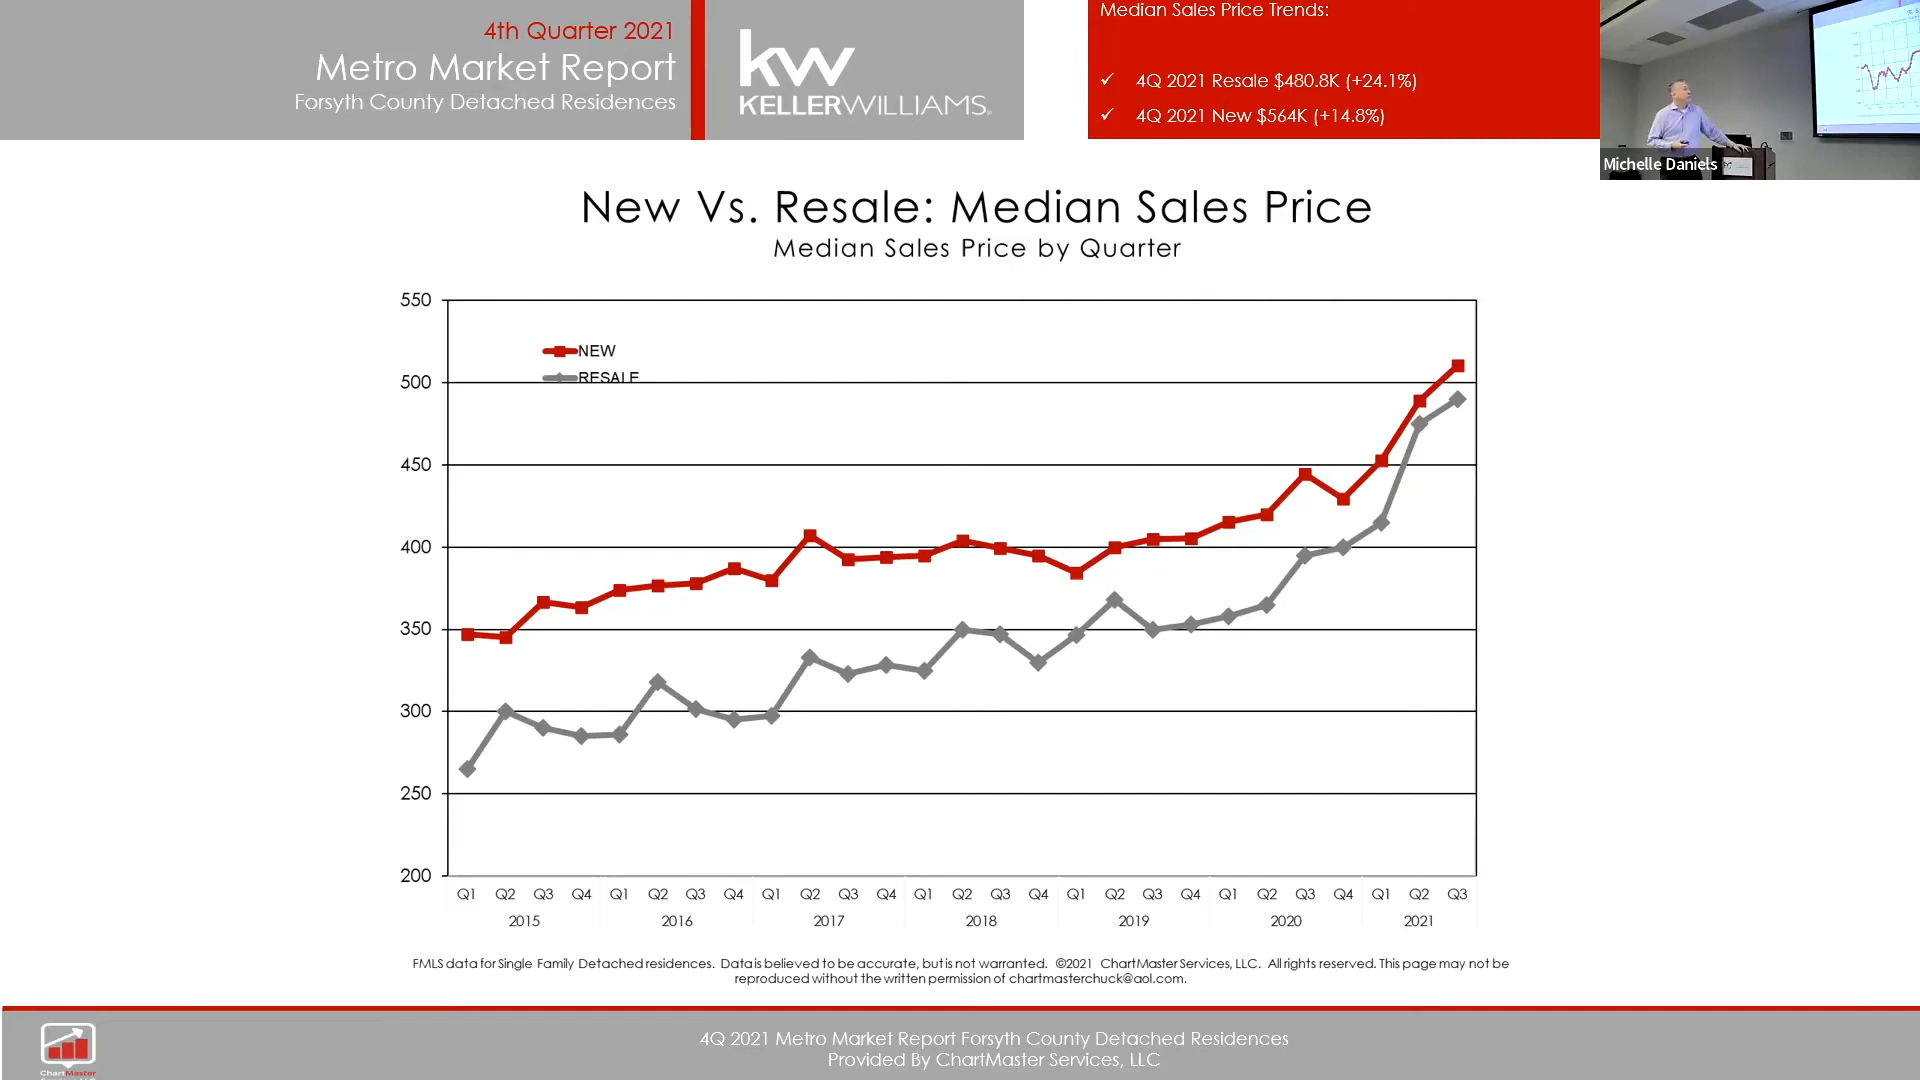 4th Quarter 2021
Metro Market Report
Forsyth County Detached Residences
kw
KELLERWILLIAMS.
Median Sales Price Trends:
✓ 4Q 2021 Resale $480.8K (+24.1%)
✓ 4Q 2021 New $564K (+14.8%)
Michelle Daniels
New Vs. Resale: Median Sales Price
Median Sales Price by Quarter
550
NEW
RESALE
500
450
400
350
300
250
200
Q1 Q2 Q3 Q4 Q1 Q2 Q3 Q4 Q1 Q2 Q3 Q4 Q1 Q2 Q3 Q4 Q1 Q2 Q3 Q4 Q1 Q2 Q3 Q4 Q1 Q2 Q3
2015 2016 2017 2018 2019 2020 2021
FMLS data for Single Family Detached residences. Data is believed to be accurate, but is not warranted. ©2021 ChartMaster Services, LLC. All rights reserved. This page may not be
reproduced without the written permission of chartmasterchuck@aol.com.
ChartMaster
4Q 2021 Metro Market Report Forsyth County Detached Residences
Provided By ChartMaster Services, LLC